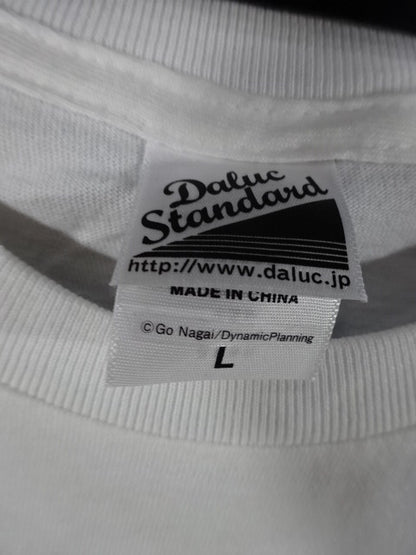 Daluc
Standard
http://www.daluc.jp
MADE IN CHINA
©Go Nagai/DynamicPlanning
L